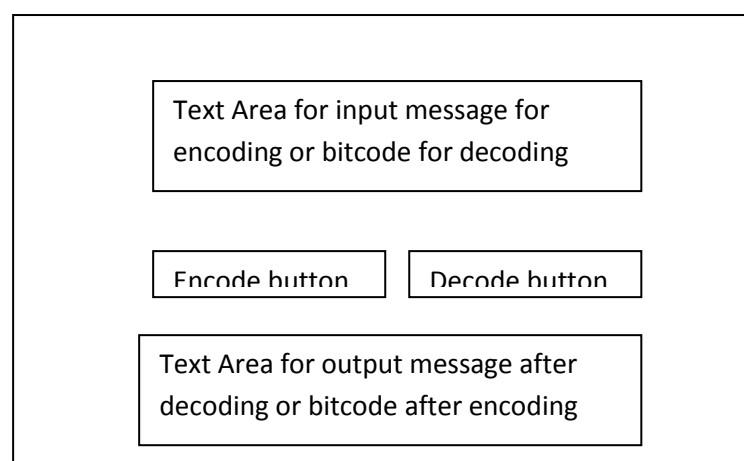 Text Area for input message for
encoding or bitcode for decoding
Encode button
Decode button
Text Area for output message after
decoding or bitcode after encoding